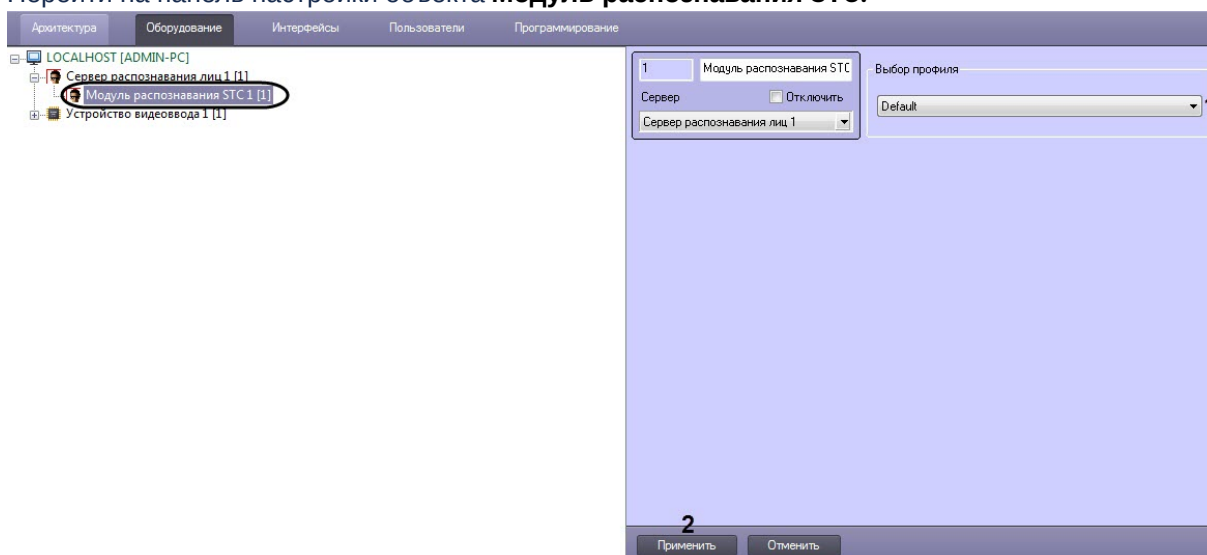 Перейти на панель настройки объекта Модуль распознавания STC.
Архитектура Оборудование Интерфейсы Пользователи Программирование
LOCALHOST [ADMIN-PC]
Сервер распознавания лиц 1 [1]
Модуль распознавания STC 1 [1]
Устройство видеоввода 1 [1]
1 Модуль распознавания STC
Сервер Отключить
Сервер распознавания лиц 1
Выбор профиля
Default
2
Применить Отменить